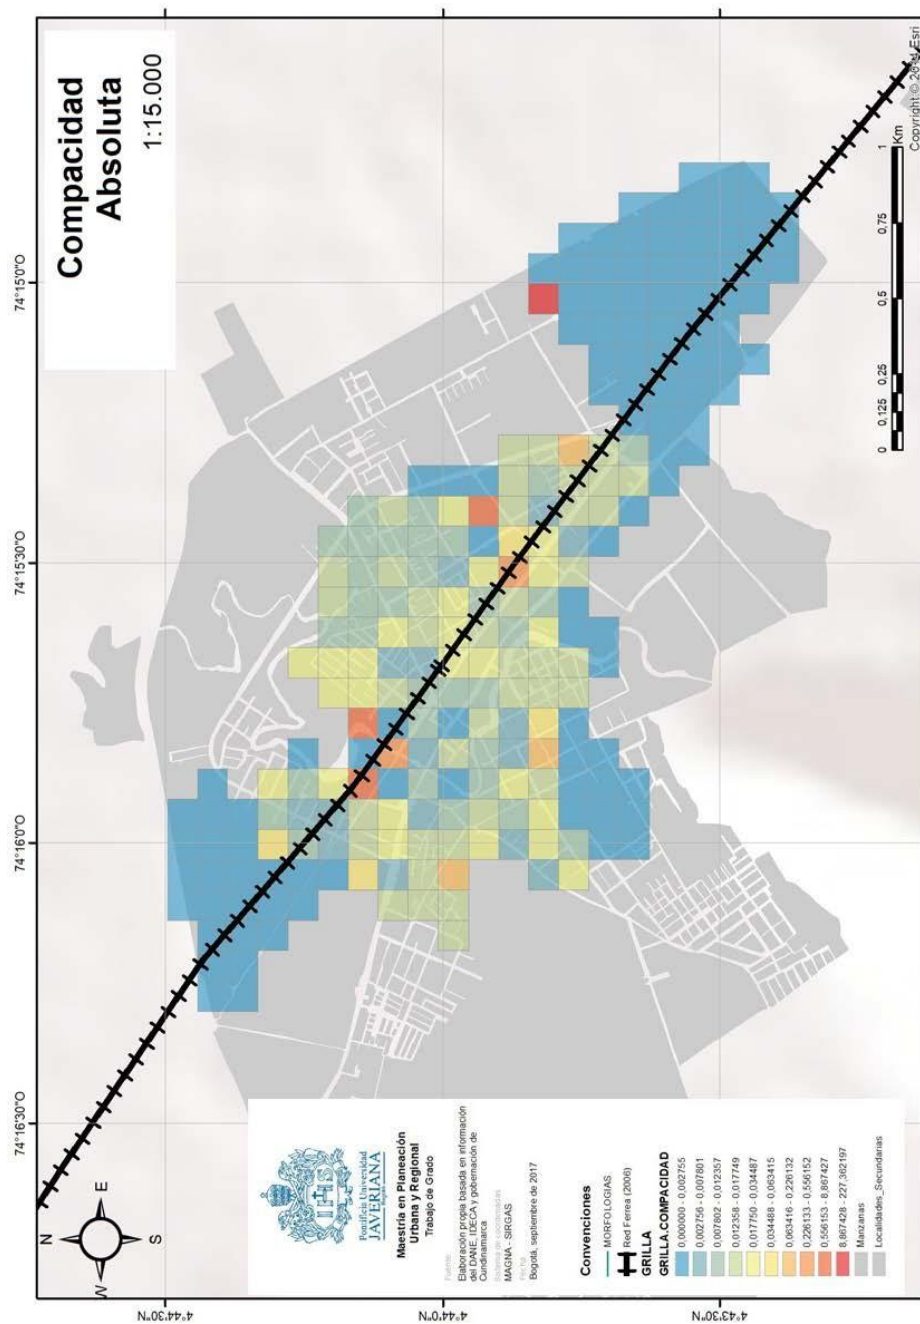 Compacidad
Absoluta
1:15.000
74°16'30"O
74°16'0"O
74°15'30"O
74°15'0"O
4°44'30"N
4°44'0"N
4°43'30"N
N
W
E
S
Pontificia Universidad
JAVERIANA
Maestría en Planeación
Urbana y Regional
Trabajo de Grado
Fuente:
Elaboración propia basada en información
del DANE, IDECA y gobernación de
Cundinamarca
Sistema de coordenadas
MAGNA - SIRGAS
Fecha
Bogotá, septiembre de 2017
Convenciones
MORFOLOGIAS
Red Ferrea (2006)
GRILLA
GRILLA.COMPACIDAD
0,000000 - 0,002755
0,002756 - 0,007801
0,007802 - 0,012357
0,012358 - 0,017749
0,017750 - 0,034487
0,034488 - 0,063415
0,063416 - 0,226132
0,226133 - 0,556152
0,556153 - 8,867427
8,867428 - 227,362197
Manzanas
Localidades_Secundarias
0 0,125 0,25 0,5 0,75 1
Km
Copyright:© 2014 Esri